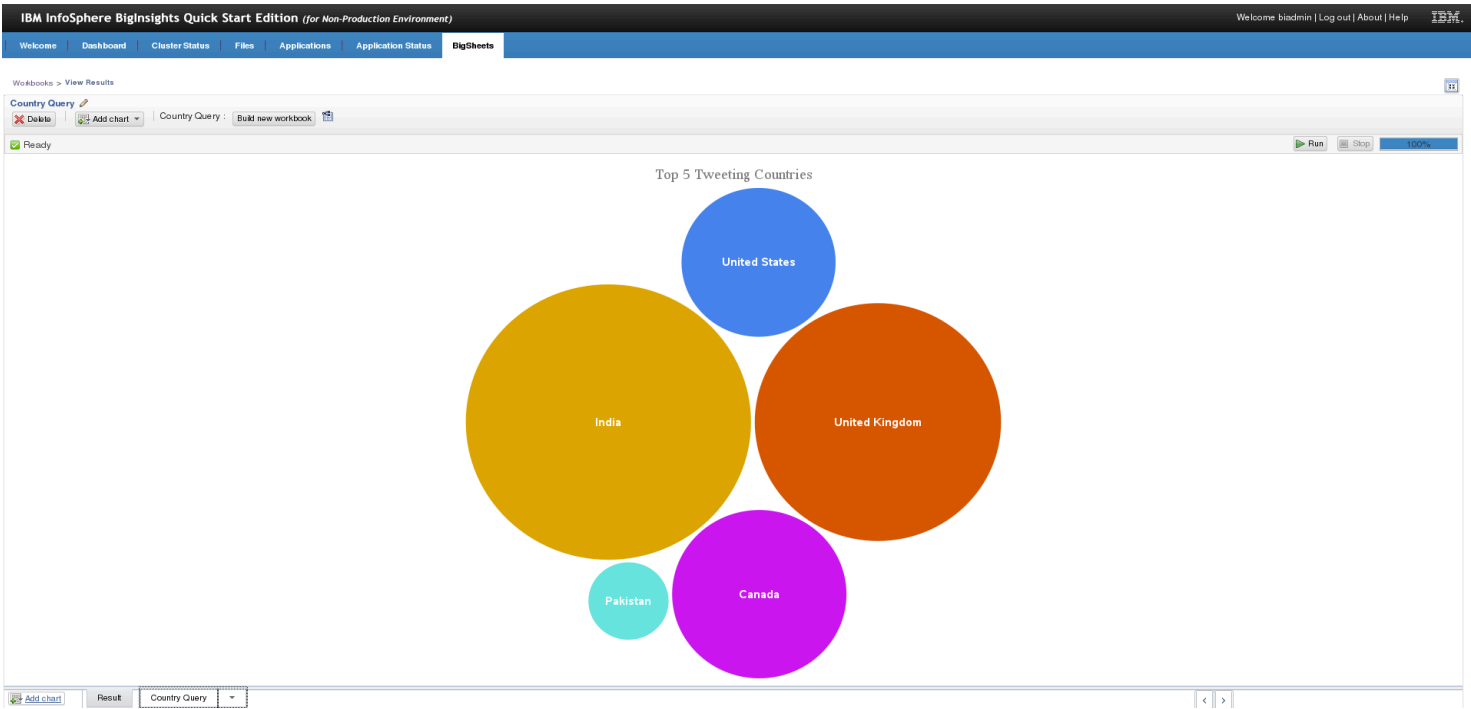 IBM InfoSphere BigInsights Quick Start Edition (for Non-Production Environment) Welcome biadmin | Log out | About | Help IBM.
Welcome Dashboard Cluster Status Files Applications Application Status BigSheets
Workbooks > View Results
Country Query
Delete Add chart Country Query : Build new workbook
Ready Run Stop 100%
Top 5 Tweeting Countries
United States
India United Kingdom
Canada
Pakistan
Add chart Result Country Query